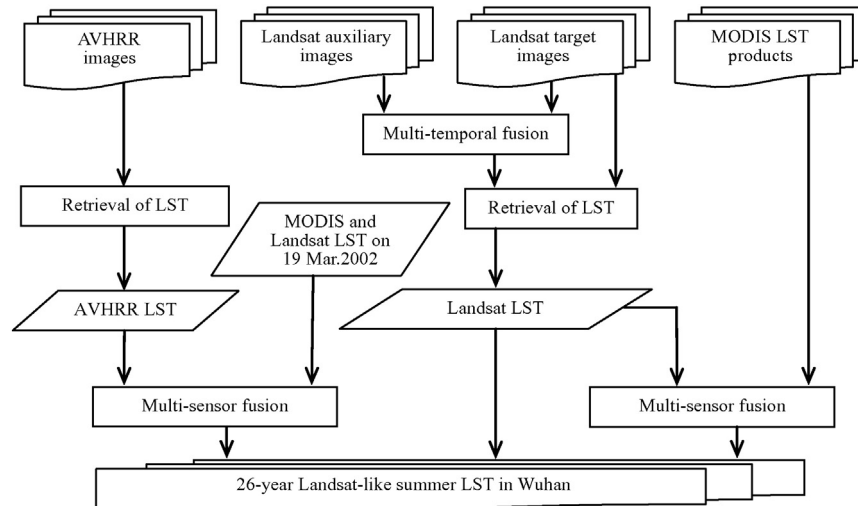 AVHRR
images
Landsat auxiliary
images
Landsat target
images
MODIS LST
products
Multi-temporal fusion
Retrieval of LST
MODIS and
Landsat LST on
19 Mar.2002
Retrieval of LST
AVHRR LST
Landsat LST
Multi-sensor fusion
Multi-sensor fusion
26-year Landsat-like summer LST in Wuhan